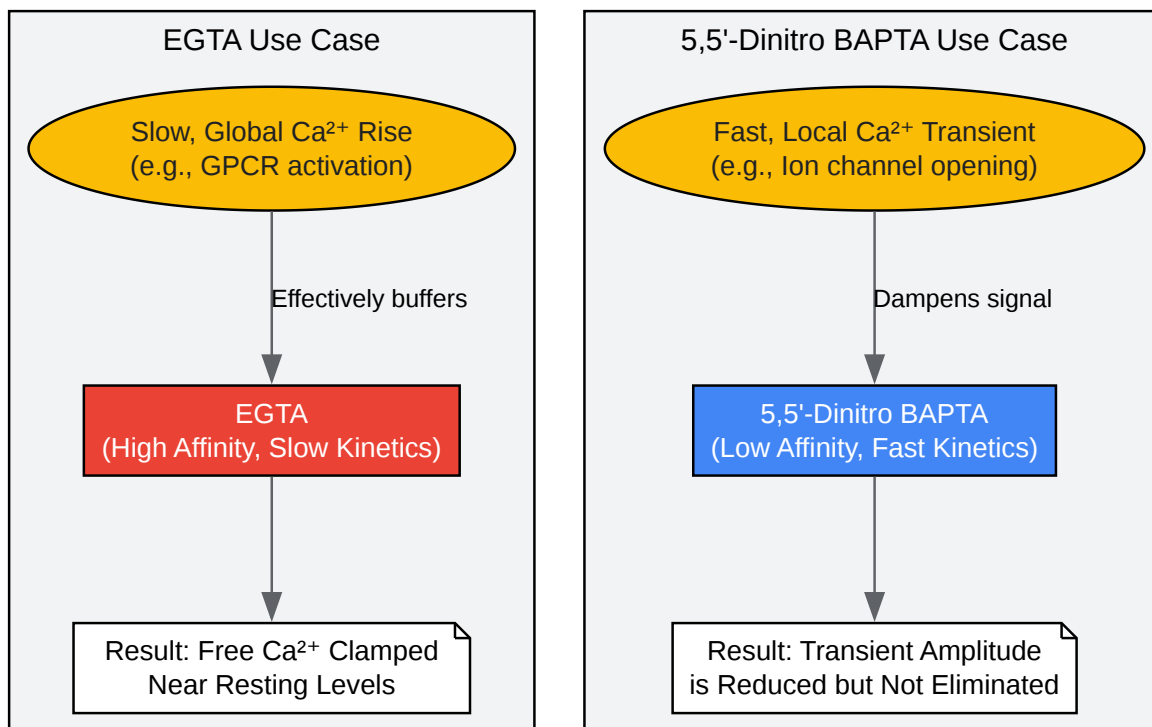 EGTA Use Case
Slow, Global Ca²⁺ Rise
(e.g., GPCR activation)
Effectively buffers
EGTA
(High Affinity, Slow Kinetics)
Result: Free Ca²⁺ Clamped
Near Resting Levels
5,5'-Dinitro BAPTA Use Case
Fast, Local Ca²⁺ Transient
(e.g., Ion channel opening)
Dampens signal
5,5'-Dinitro BAPTA
(Low Affinity, Fast Kinetics)
Result: Transient Amplitude
is Reduced but Not Eliminated